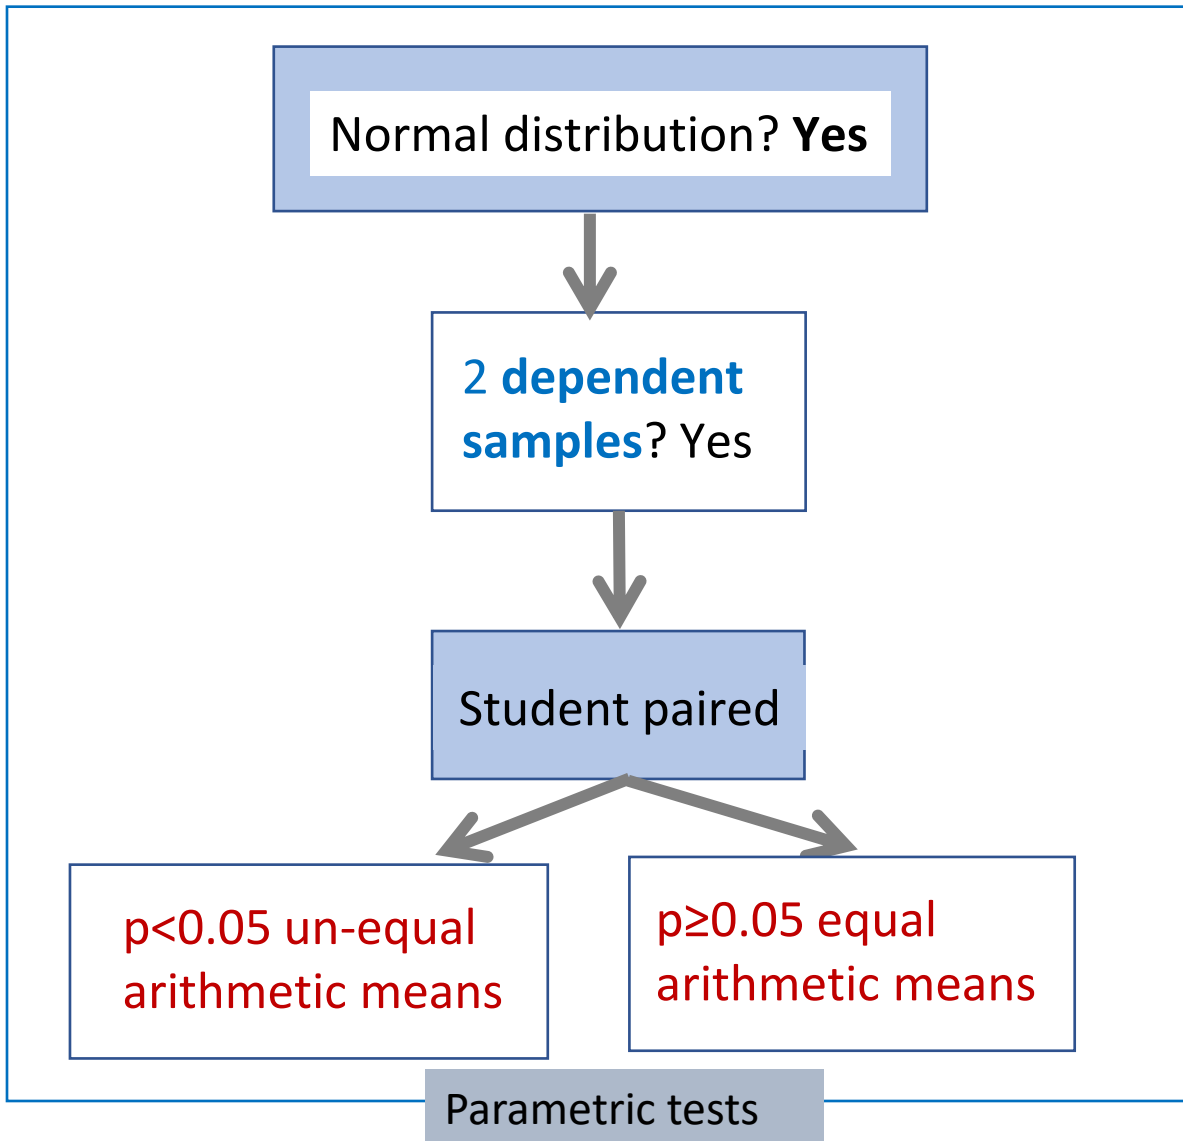 Normal distribution? Yes
2 dependent
samples? Yes
Student paired
p<0.05 un-equal
arithmetic means
p≥0.05 equal
arithmetic means
Parametric tests